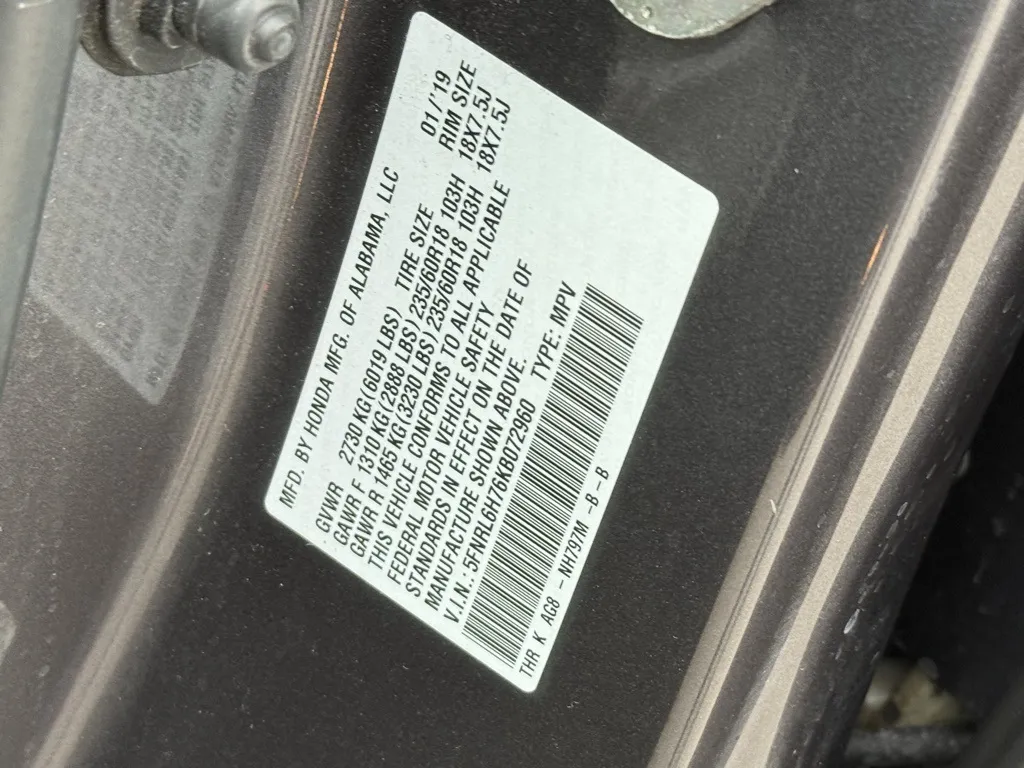 MFD. BY HONDA MFG. OF ALABAMA, LLC 01/'19
GVWR 2730 KG(6019 LBS) TIRE SIZE RIM SIZE
GAWR F 1310 KG(2888 LBS) 235/60R18 103H 18X7.5J
GAWR R 1465 KG(3230 LBS) 235/60R18 103H 18X7.5J
THIS VEHICLE CONFORMS TO ALL APPLICABLE
FEDERAL MOTOR VEHICLE SAFETY
STANDARDS IN EFFECT ON THE DATE OF
MANUFACTURE SHOWN ABOVE.
V.I.N.: 5FNRL6H76KB072960 TYPE: MPV
THR K AG8 -NH797M -B-B